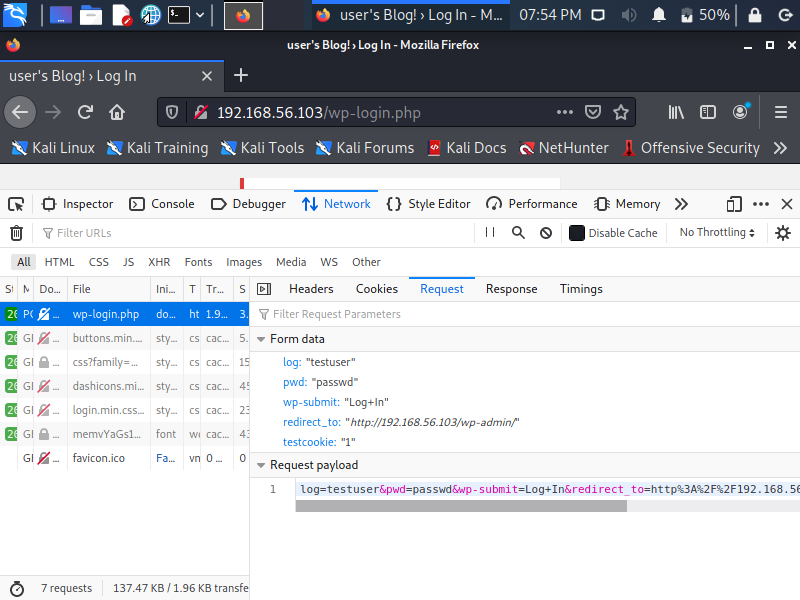 user's Blog! › Log In - M... 07:54 PM 50%
user's Blog! › Log In - Mozilla Firefox
user's Blog! › Log In
192.168.56.103/wp-login.php
Kali Linux Kali Training Kali Tools Kali Forums Kali Docs NetHunter Offensive Security
Inspector Console Debugger Network Style Editor Performance Memory
Filter URLs Disable Cache No Throttling
All HTML CSS JS XHR Fonts Images Media WS Other
St M Do... File Ini... T Tr... S Headers Cookies Request Response Timings
20 PO ... wp-login.php do... ht 1.9... 3. Filter Request Parameters
20 GE ... buttons.min.... sty... cs cac... 5. Form data
20 GE ... css?family=... sty... cs cac... 15 log: "testuser"
20 GE ... dashicons.mi... sty... cs cac... 45 pwd: "passwd"
20 GE ... login.min.css... sty... cs cac... 23 wp-submit: "Log+In"
20 GE ... memvYaGs1... font wc cac... 43 redirect_to: "http://192.168.56.103/wp-admin/"
GE ... favicon.ico Fa... vn 0 ... 0 testcookie: "1"
Request payload
1 log=testuser&pwd=passwd&wp-submit=Log+In&redirect_to=http%3A%2F%2F192.168.56
7 requests 137.47 KB / 1.96 KB transfe